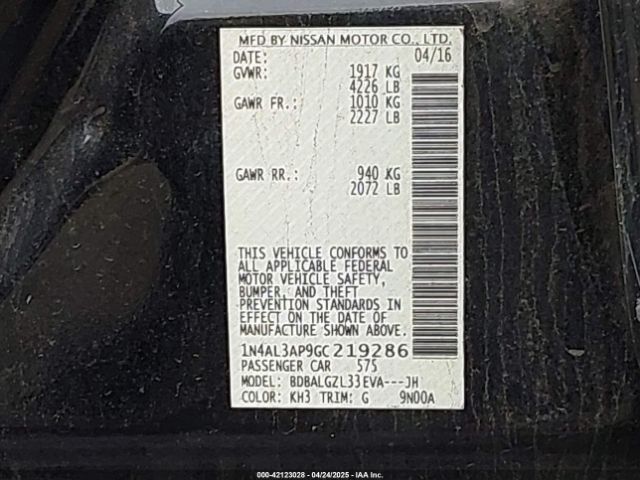 MFD BY NISSAN MOTOR CO., LTD.
DATE: 04/16
GVWR: 1917 KG
4226 LB
GAWR FR.: 1010 KG
2227 LB
GAWR RR.: 940 KG
2072 LB
THIS VEHICLE CONFORMS TO
ALL APPLICABLE FEDERAL
MOTOR VEHICLE SAFETY,
BUMPER, AND THEFT
PREVENTION STANDARDS IN
EFFECT ON THE DATE OF
MANUFACTURE SHOWN ABOVE.
1N4AL3AP9GC219286
PASSENGER CAR 575
MODEL: BDBALGZL33EVA---JH
COLOR: KH3 TRIM: G 9N00A
000-42123028 - 04/24/2025 - IAA Inc.